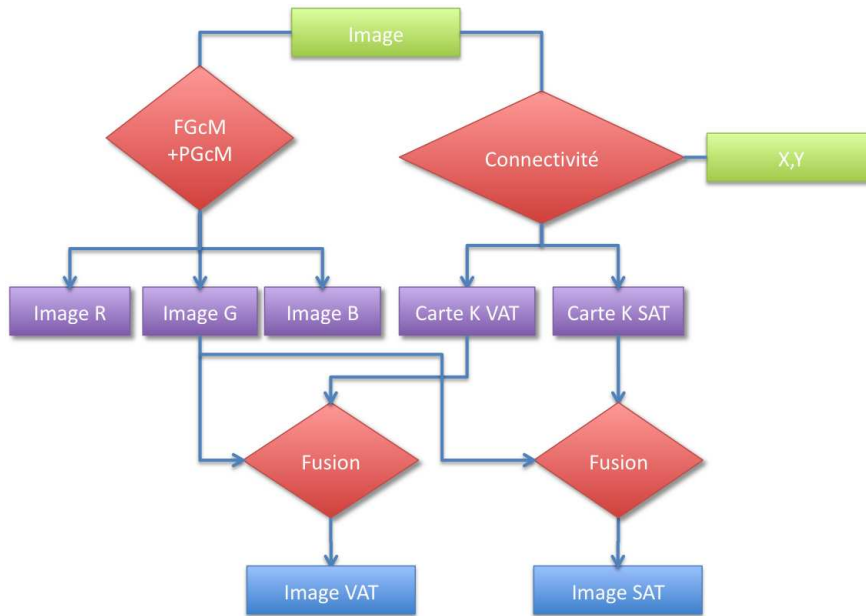 Image
FGcM
+PGcM
Connectivité
X,Y
Image R
Image G
Image B
Carte K VAT
Carte K SAT
Fusion
Fusion
Image VAT
Image SAT